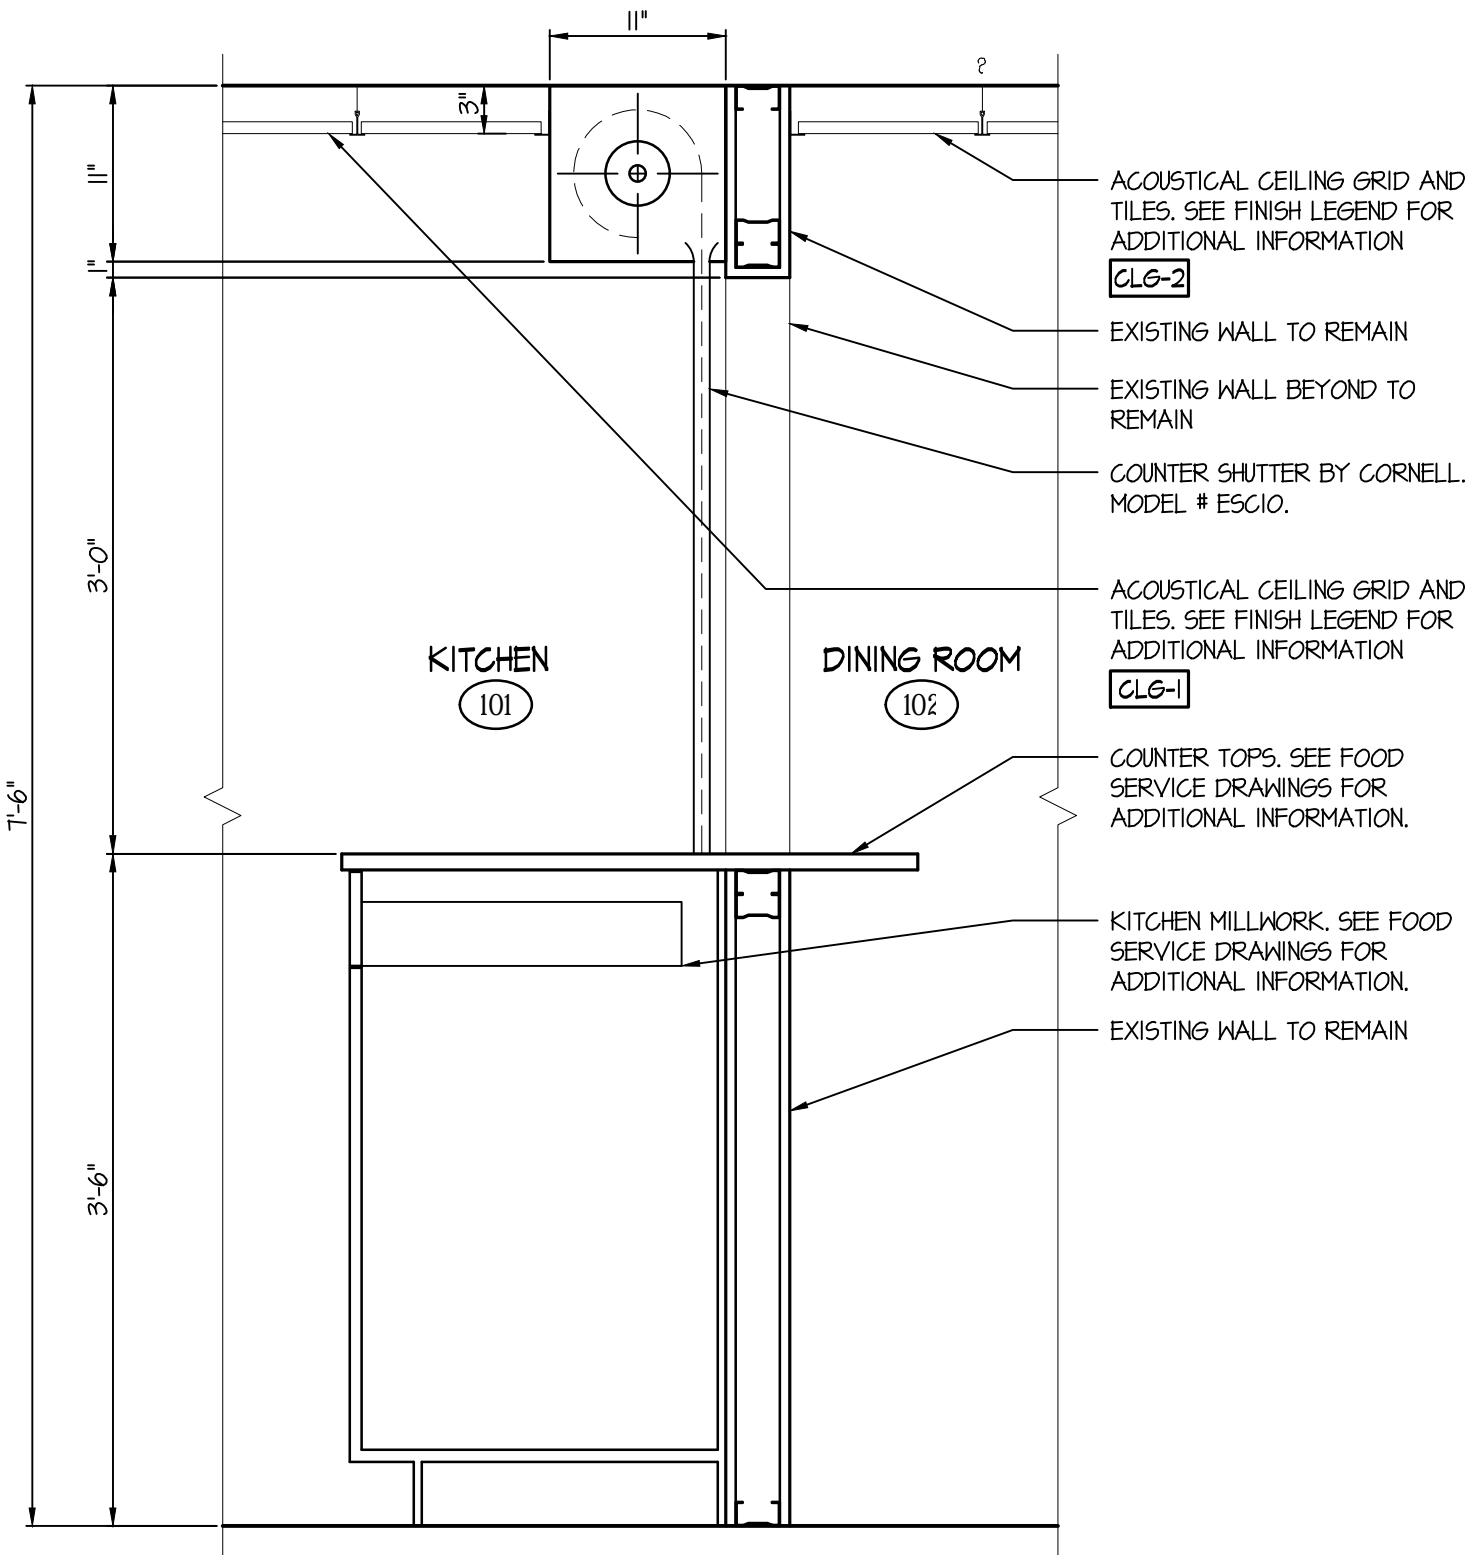 11"
3"
11"
1"
3'-0"
7'-6"
3'-6"
KITCHEN
101
DINING ROOM
102
ACOUSTICAL CEILING GRID AND
TILES. SEE FINISH LEGEND FOR
ADDITIONAL INFORMATION
CLG-2
EXISTING WALL TO REMAIN
EXISTING WALL BEYOND TO
REMAIN
COUNTER SHUTTER BY CORNELL.
MODEL # ESC10.
ACOUSTICAL CEILING GRID AND
TILES. SEE FINISH LEGEND FOR
ADDITIONAL INFORMATION
CLG-1
COUNTER TOPS. SEE FOOD
SERVICE DRAWINGS FOR
ADDITIONAL INFORMATION.
KITCHEN MILLWORK. SEE FOOD
SERVICE DRAWINGS FOR
ADDITIONAL INFORMATION.
EXISTING WALL TO REMAIN